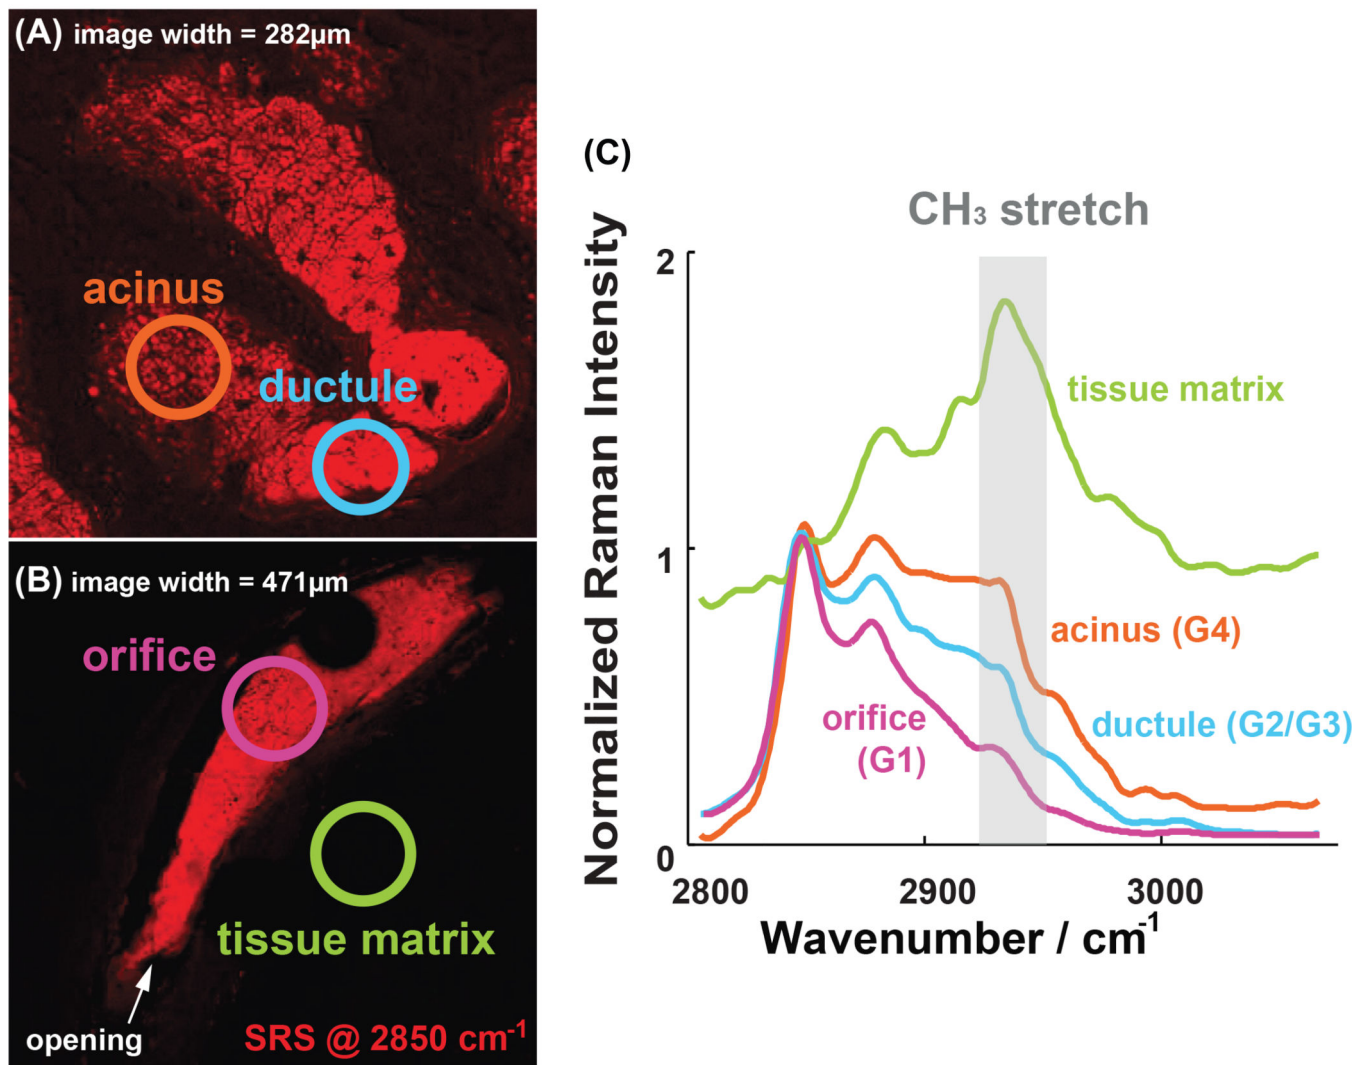 (A) image width = 282µm
acinus
ductule
(B) image width = 471µm
orifice
tissue matrix
opening
SRS @ 2850 cm⁻¹
(C)
CH₃ stretch
Normalized Raman Intensity
2
1
0
tissue matrix
acinus (G4)
ductule (G2/G3)
orifice
(G1)
2800
2900
3000
Wavenumber / cm⁻¹